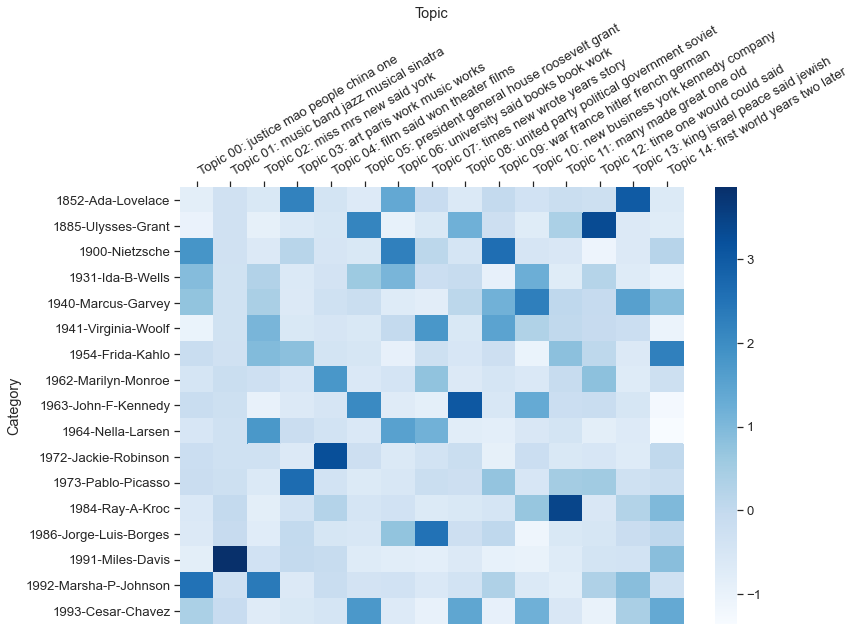 Topic
Topic 00: justice mao people china one
Topic 01: music band jazz musical sinatra
Topic 02: miss mrs new said york
Topic 03: art paris work music works
Topic 04: film said won theater films
Topic 05: president general house roosevelt grant
Topic 06: university said books book work
Topic 07: times new wrote years story
Topic 08: united party political government soviet
Topic 09: war france hitler french german
Topic 10: new business york kennedy company
Topic 11: many made great one old
Topic 12: time one would could said
Topic 13: king israel peace said jewish
Topic 14: first world years two later
Category
1852-Ada-Lovelace
1885-Ulysses-Grant
1900-Nietzsche
1931-Ida-B-Wells
1940-Marcus-Garvey
1941-Virginia-Woolf
1954-Frida-Kahlo
1962-Marilyn-Monroe
1963-John-F-Kennedy
1964-Nella-Larsen
1972-Jackie-Robinson
1973-Pablo-Picasso
1984-Ray-A-Kroc
1986-Jorge-Luis-Borges
1991-Miles-Davis
1992-Marsha-P-Johnson
1993-Cesar-Chavez
3
2
1
0
−1